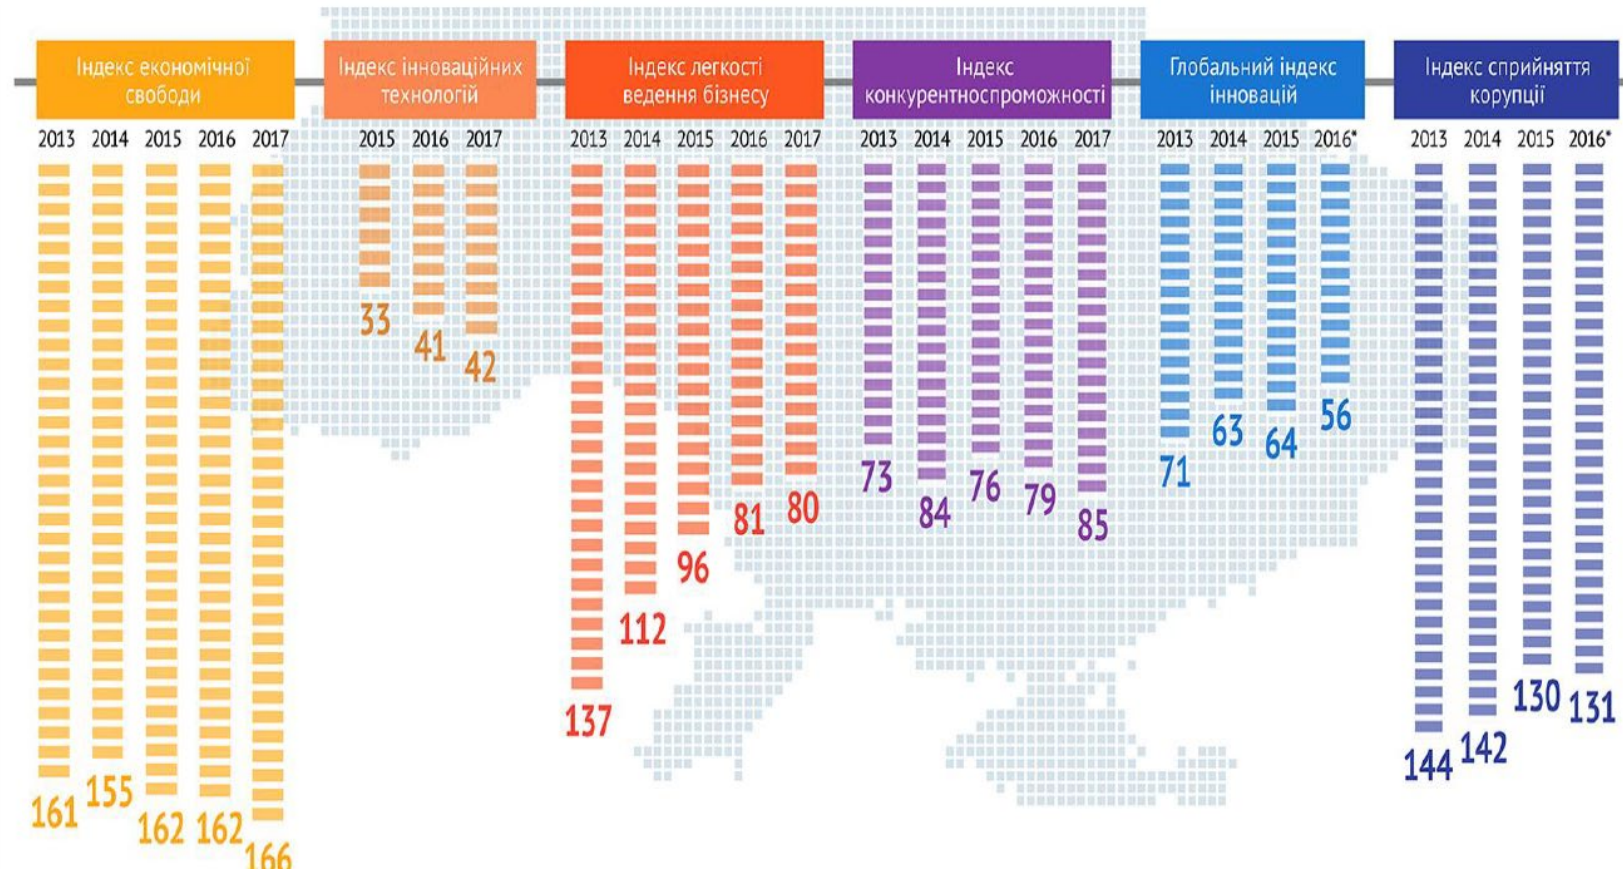 Індекс економічної
свободи
2013 2014 2015 2016 2017
161 155 162 162 166
Індекс інноваційних
технологій
2015 2016 2017
33 41 42
Індекс легкості
ведення бізнесу
2013 2014 2015 2016 2017
137 112 96 81 80
Індекс
конкурентноспроможності
2013 2014 2015 2016 2017
73 84 76 79 85
Глобальний індекс
інновацій
2013 2014 2015 2016*
71 63 64 56
Індекс сприйняття
корупції
2013 2014 2015 2016*
144 142 130 131